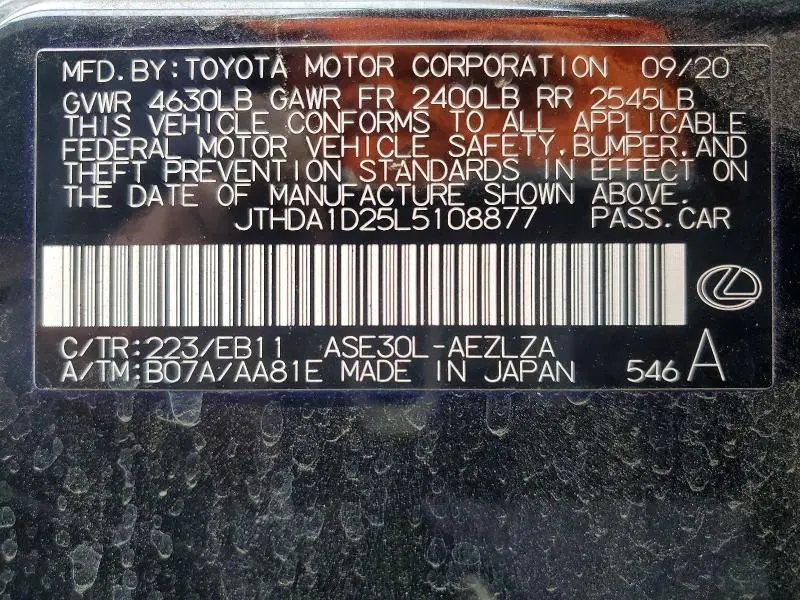 MFD. BY: TOYOTA MOTOR CORPORATION 09/20
GVWR 4630LB GAWR FR 2400LB RR 2545LB
THIS VEHICLE CONFORMS TO ALL APPLICABLE
FEDERAL MOTOR VEHICLE SAFETY, BUMPER, AND
THEFT PREVENTION STANDARDS IN EFFECT ON
THE DATE OF MANUFACTURE SHOWN ABOVE.
JTHDA1D25L5108877 PASS. CAR
C/TR: 223/EB11 ASE30L-AEZLZA
A/TM: B07A/AA81E MADE IN JAPAN 546 A